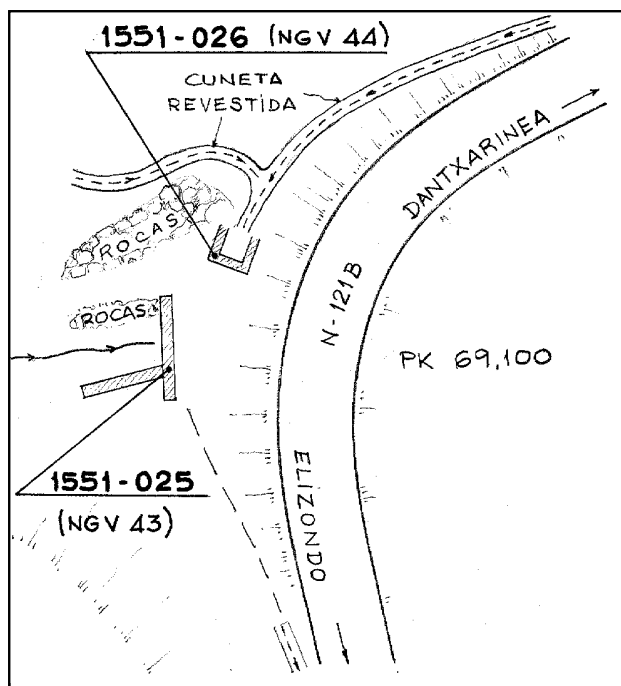 1551-026 (NGV 44)
CUNETA
REVESTIDA
DANTXARINEA
ROCAS
N-121B
ROCAS
PK 69,100
ELIZONDO
1551-025
(NGV 43)